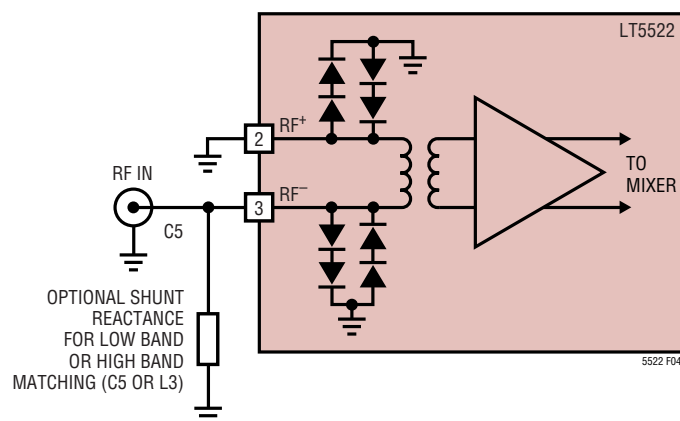 LT5522
RF⁺
2
RF IN
RF⁻
3
C5
TO
MIXER
OPTIONAL SHUNT
REACTANCE
FOR LOW BAND
OR HIGH BAND
MATCHING (C5 OR L3)
5522 F04